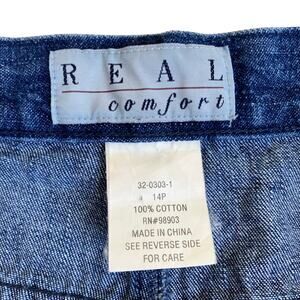 REAL
comfort
32-0303-1
14P
100% COTTON
RN#98903
MADE IN CHINA
SEE REVERSE SIDE
FOR CARE